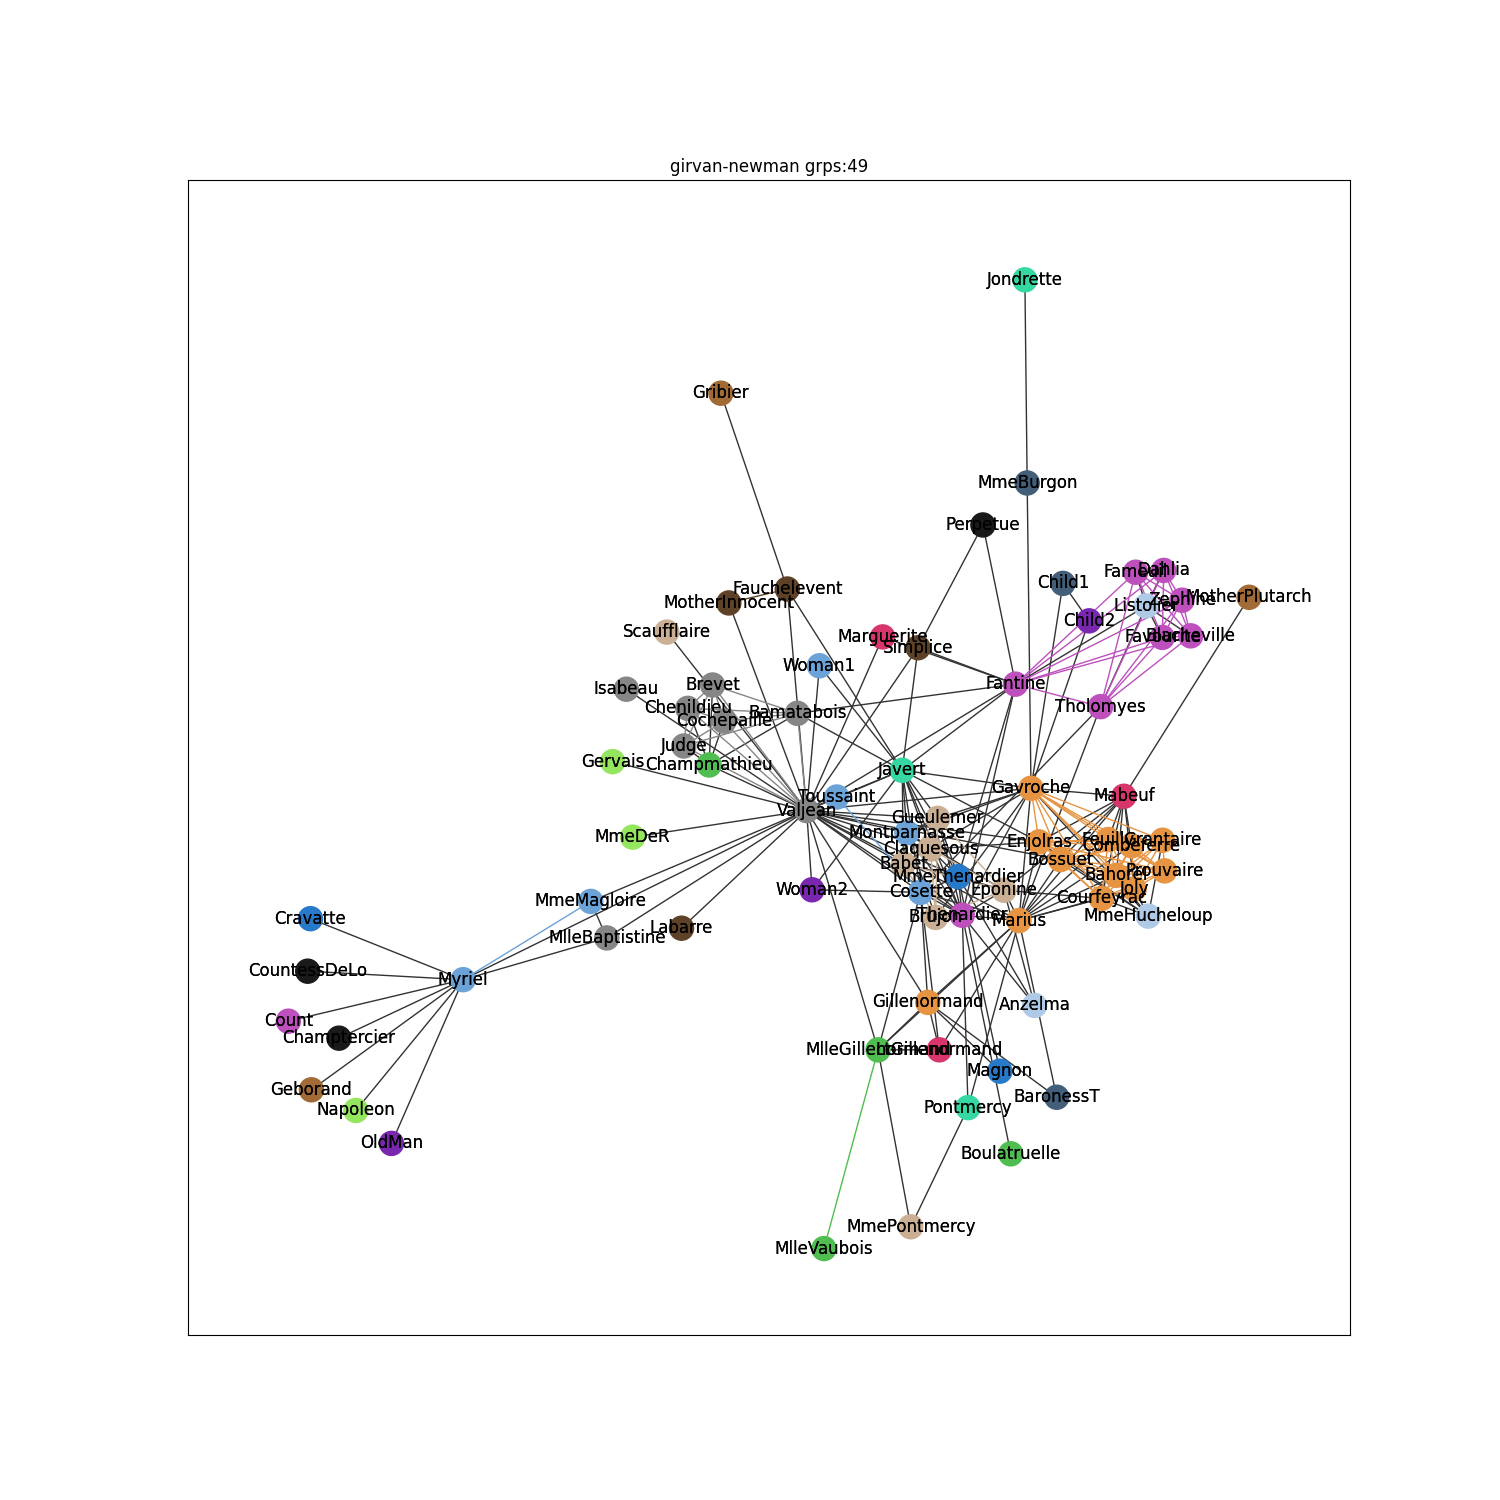 girvan-newman grps:49
Jondrette
Gribier
MmeBurgon
Perpetue
Fameuil
Dahlia
Child1
Fauchelevent
MotherInnocent
Listolier
Zephine
MotherPlutarch
Child2
Scaufflaire
Marguerite
Simplice
Favourite
Blacheville
Woman1
Isabeau
Brevet
Fantine
Chenildieu
Cochepaille
Bamatabois
Tholomyes
Judge
Gervais
Champmathieu
Javert
Toussaint
Gavroche
Mabeuf
Valjean
Gueulemer
MmeDeR
Montparnasse
Claquesous
Enjolras
Feuilly
Grantaire
Combeferre
Babet
Bossuet
MmeThenardier
Bahorel
Prouvaire
Woman2
Cosette
Eponine
Joly
MmeMagloire
Courfeyrac
Cravatte
Brujon
Thenardier
Marius
MmeHucheloup
Labarre
MlleBaptistine
CountessDeLo
Myriel
Gillenormand
Anzelma
Count
Champtercier
MlleGillenormand
LtGillenormand
Magnon
Geborand
BaronessT
Napoleon
Pontmercy
OldMan
Boulatruelle
MmePontmercy
MlleVaubois